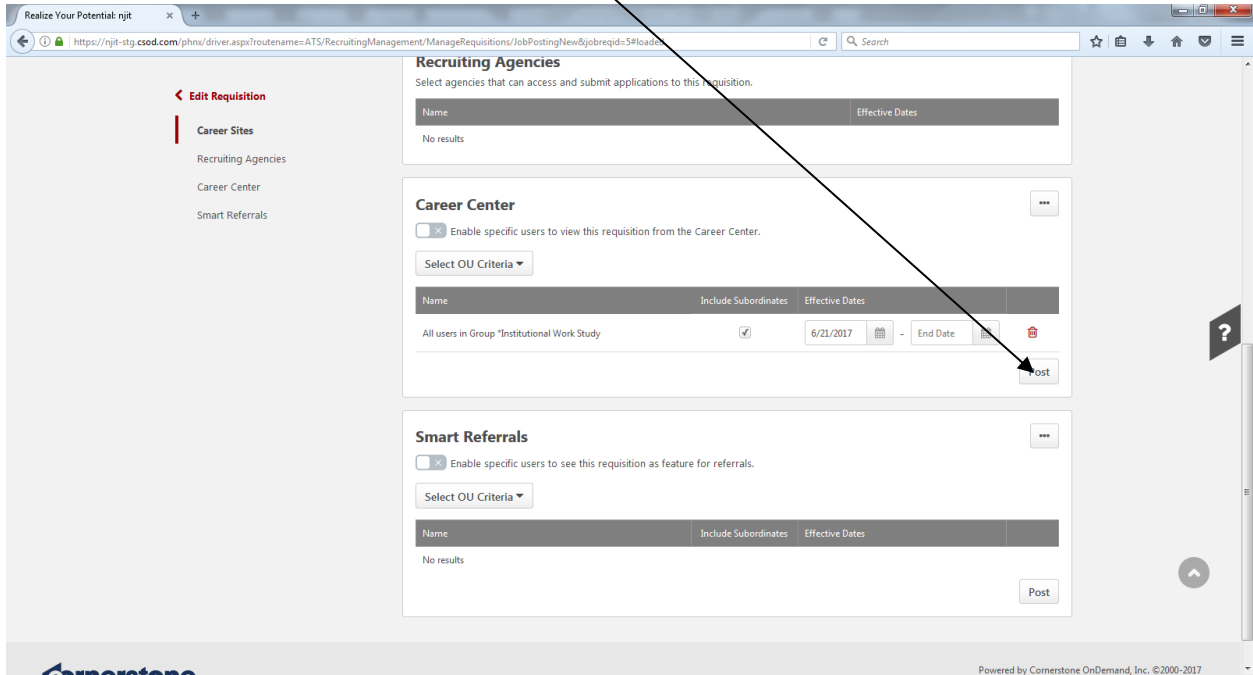 Realize Your Potential: njit
https://njit-stg.csod.com/phnx/driver.aspx?routename=ATS/RecruitingManagement/ManageRequisitions/JobPostingNew&jobreqid=5#loaded
Search
Edit Requisition
Career Sites
Recruiting Agencies
Career Center
Smart Referrals
Recruiting Agencies
Select agencies that can access and submit applications to this requisition.
Name Effective Dates
No results
Career Center
Enable specific users to view this requisition from the Career Center.
Select OU Criteria
Name Include Subordinates Effective Dates
All users in Group *Institutional Work Study 6/21/2017 - End Date
Post
Smart Referrals
Enable specific users to see this requisition as feature for referrals.
Select OU Criteria
Name Include Subordinates Effective Dates
No results
Post
?
cornerstone
Powered by Cornerstone OnDemand, Inc. ©2000-2017